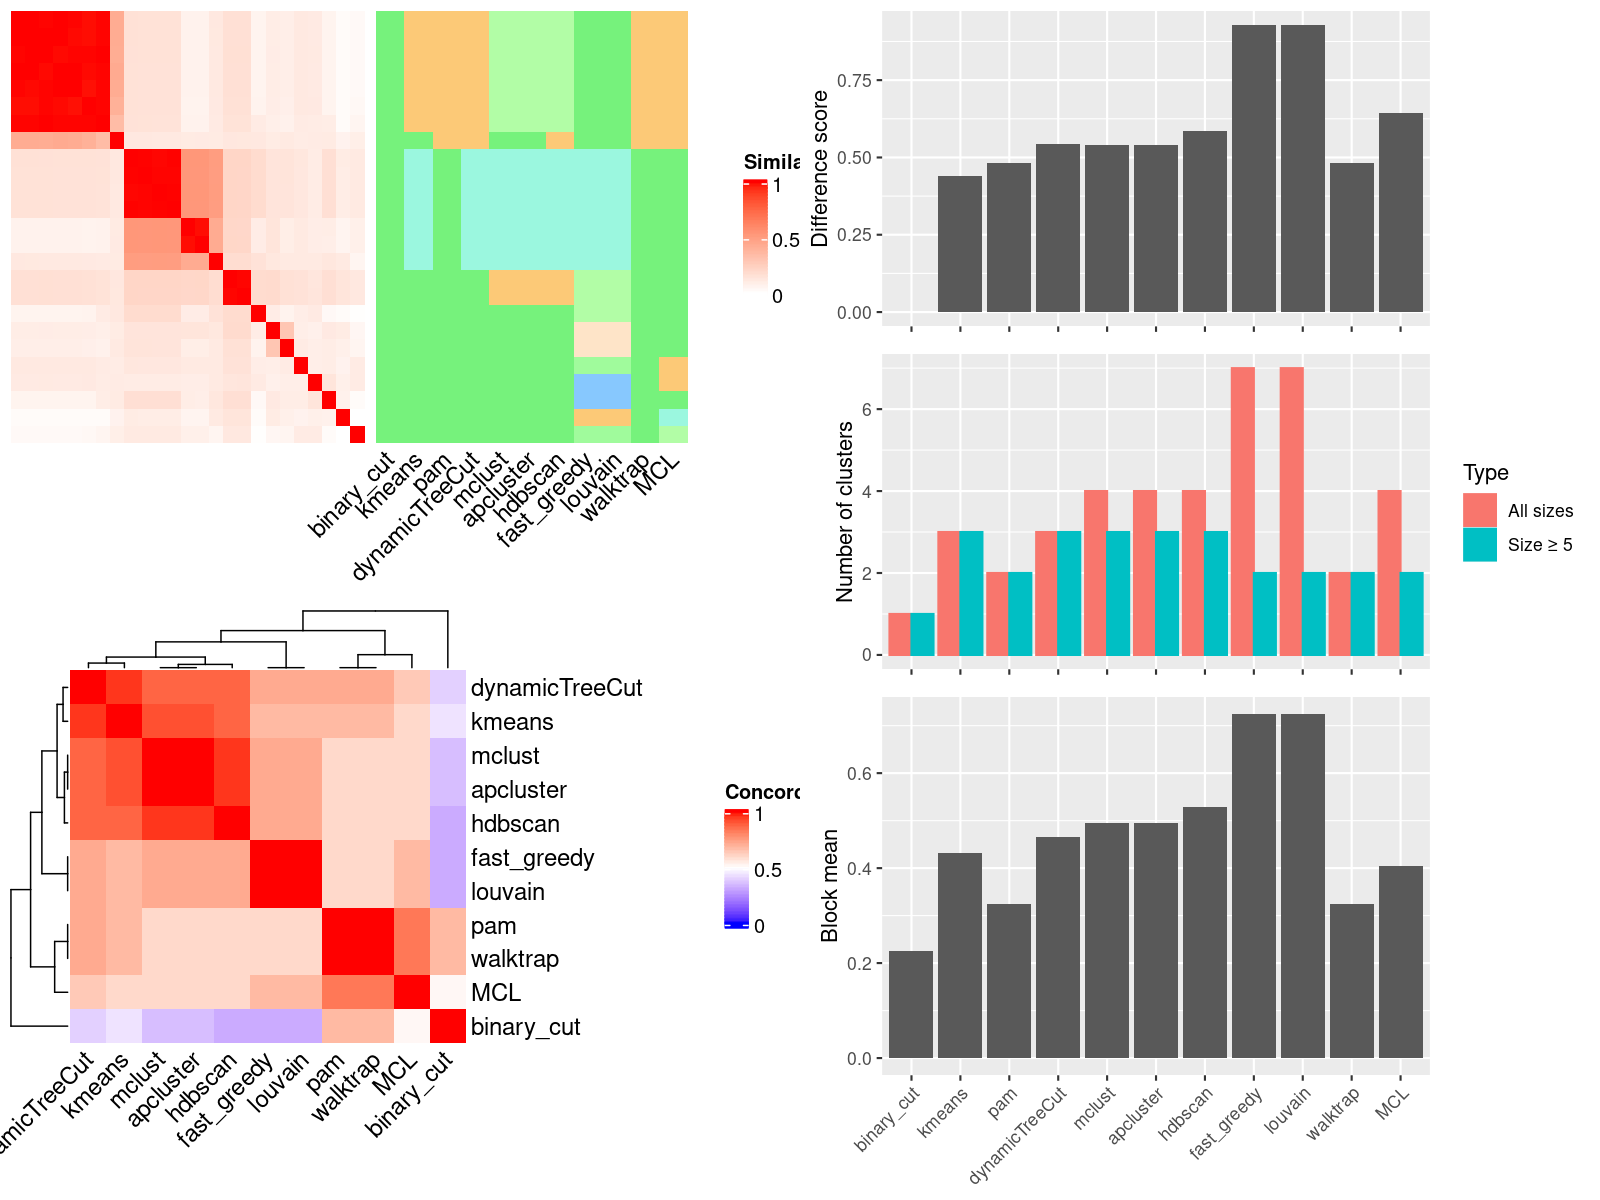 Simila
1
0.5
0
binary_cut
kmeans
pam
dynamicTreeCut
mclust
apcluster
hdbscan
fast_greedy
louvain
walktrap
MCL
dynamicTreeCut
kmeans
mclust
apcluster
hdbscan
fast_greedy
louvain
pam
walktrap
MCL
binary_cut
amicTreeCut
kmeans
mclust
apcluster
hdbscan
fast_greedy
louvain
pam
walktrap
MCL
binary_cut
Concord
1
0.5
0
Difference score
0.75
0.50
0.25
0.00
Number of clusters
6
4
2
0
Type
All sizes
Size ≥ 5
Block mean
0.6
0.4
0.2
0.0
binary_cut
kmeans
pam
dynamicTreeCut
mclust
apcluster
hdbscan
fast_greedy
louvain
walktrap
MCL